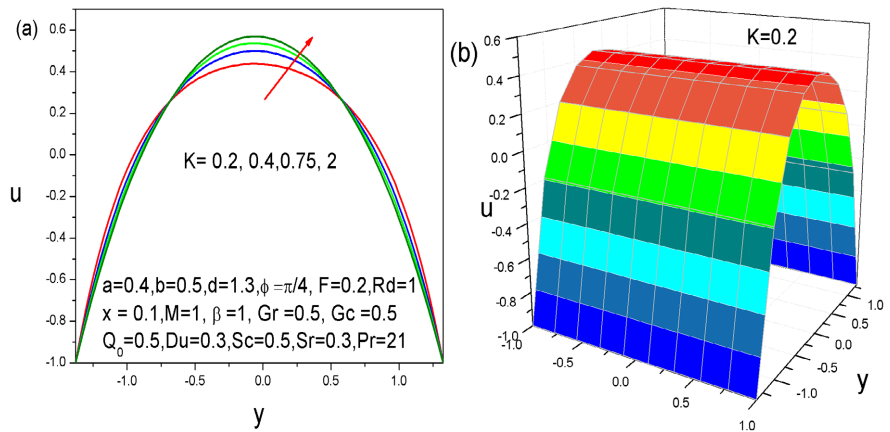 (a)
0.6
0.4
0.2
0.0
-0.2
-0.4
-0.6
-0.8
-1.0
u
K= 0.2, 0.4,0.75, 2
a=0.4,b=0.5,d=1.3,ϕ=π/4, F=0.2,Rd=1
x = 0.1,M=1, β =1, Gr =0.5, Gc =0.5
Q0=0.5,Du=0.3,Sc=0.5,Sr=0.3,Pr=21
-1.0 -0.5 0.0 0.5 1.0
y
(b)
K=0.2
0.6
0.4
0.2
0.0
-0.2
-0.4
-0.6
-0.8
-1.0
u
-1.0 -0.5 0.0 0.5 1.0
1.0
0.5
0.0
-0.5
-1.0
y